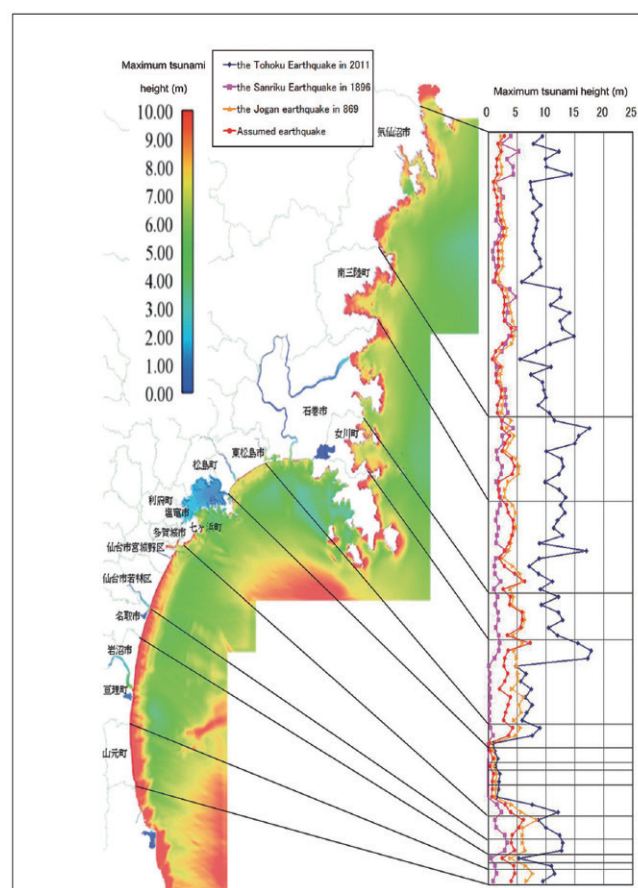 Maximum tsunami
height (m)
10.00
9.00
8.00
7.00
6.00
5.00
4.00
3.00
2.00
1.00
0.00
the Tohoku Earthquake in 2011
the Sanriku Earthquake in 1896
the Jogan earthquake in 869
Assumed earthquake
Maximum tsunami height (m)
0 5 10 15 20 25
気仙沼市
南三陸町
石巻市
女川町
東松島市
松島町
利府町
塩竈市
七ヶ浜町
多賀城市
仙台市宮城野区
仙台市若林区
名取市
岩沼市
亘理町
山元町